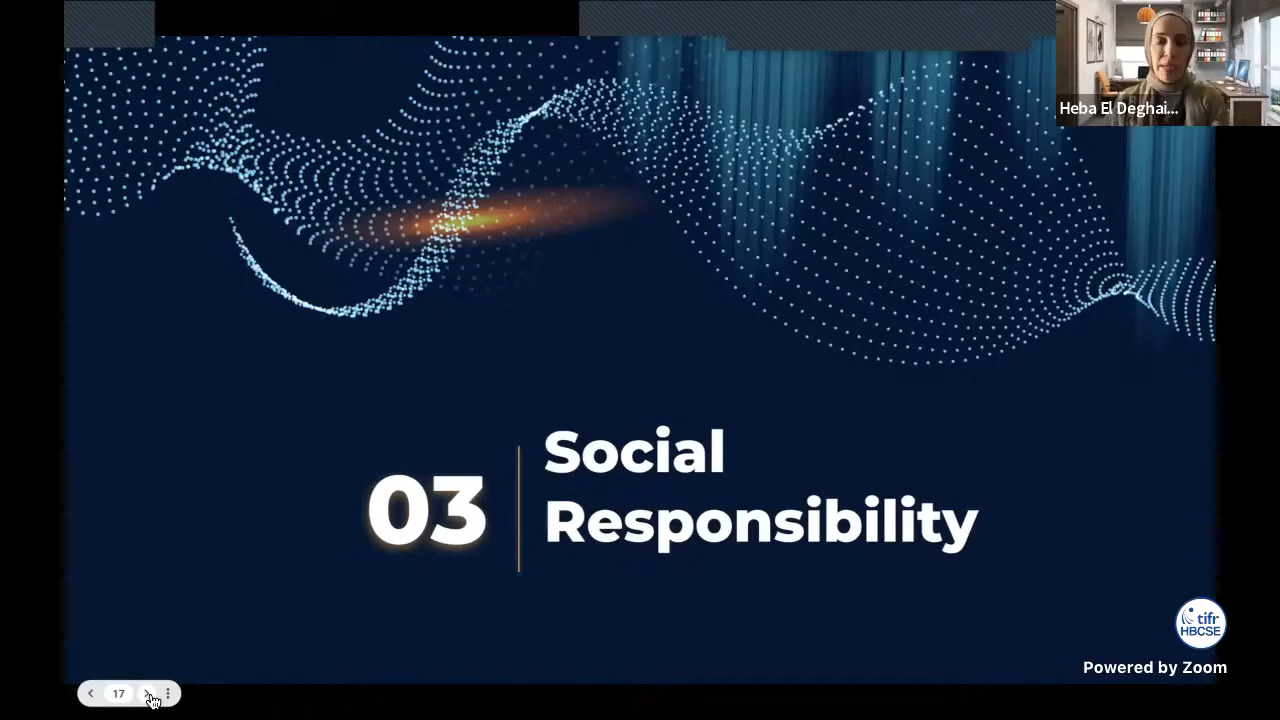 Heba El Deghai...
03
Social
Responsibility
tifr
HBCSE
Powered by Zoom
17